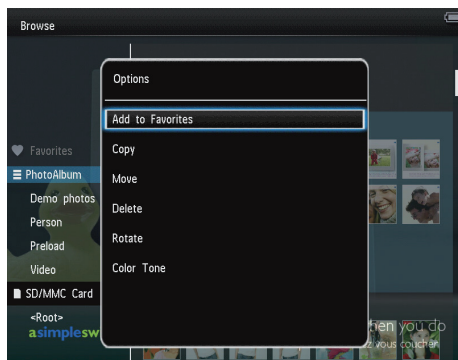 Browse
Options
Add to Favorites
Copy
Move
Delete
Rotate
Color Tone
Favorites
PhotoAlbum
Demo photos
Person
Preload
Video
SD/MMC Card
<Root>
asimplesw
hen you do
z vous coucher